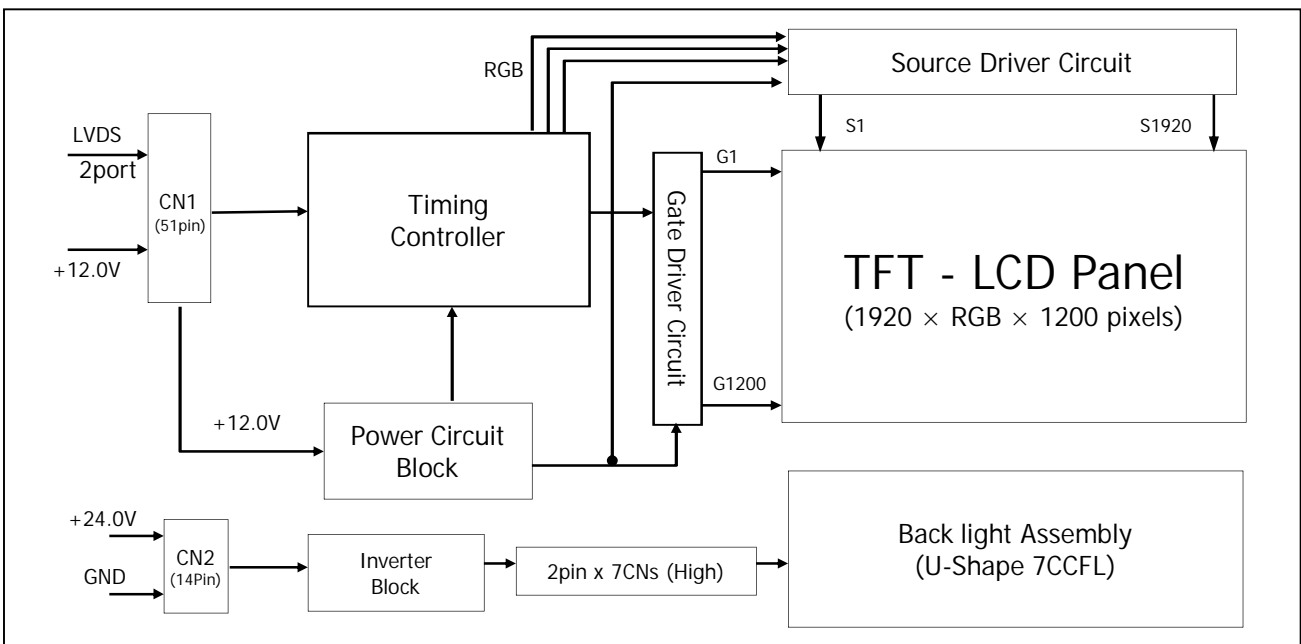 RGB
Source Driver Circuit
S1
S1920
LVDS
2port
CN1
(51pin)
+12.0V
Timing
Controller
Gate Driver Circuit
G1
G1200
TFT - LCD Panel
(1920 × RGB × 1200 pixels)
+12.0V
Power Circuit
Block
+24.0V
GND
CN2
(14Pin)
Inverter
Block
2pin x 7CNs (High)
Back light Assembly
(U-Shape 7CCFL)